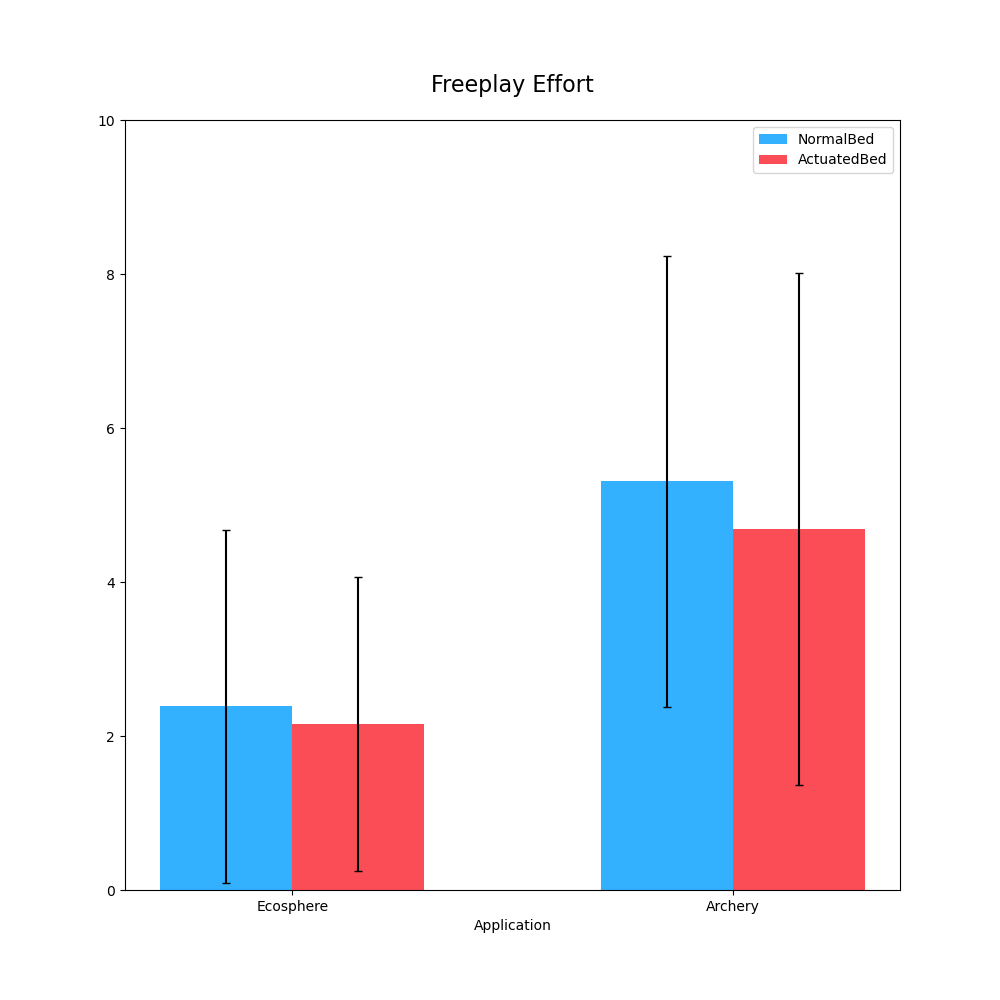 Freeplay Effort
NormalBed
ActuatedBed
10
8
6
4
2
0
Ecosphere
Archery
Application